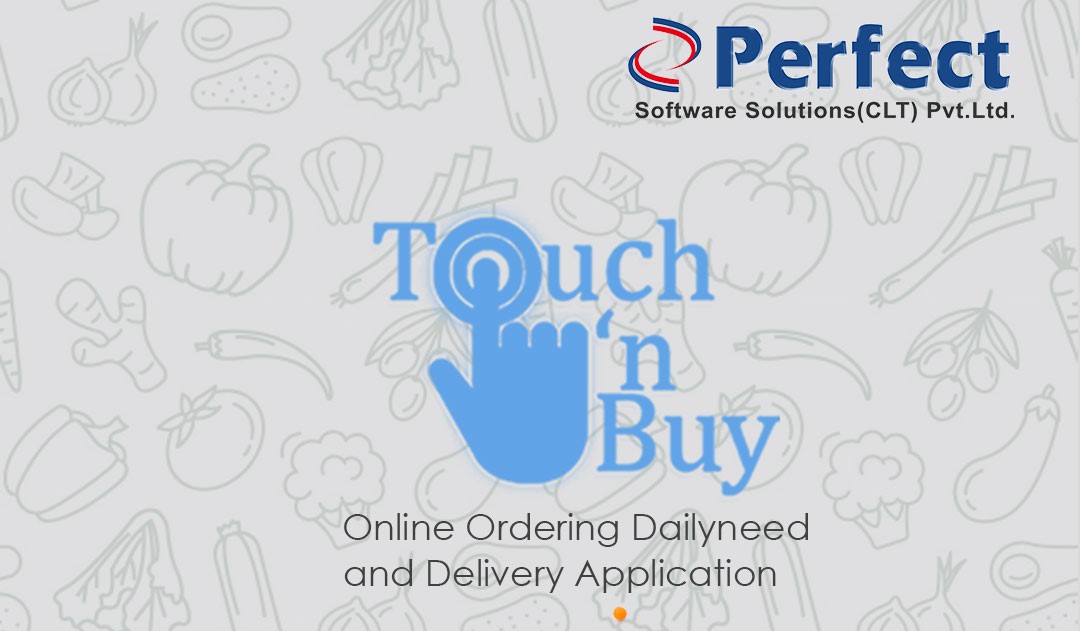 Perfect
Software Solutions(CLT) Pvt.Ltd.
Touch
‘n
Buy
Online Ordering Dailyneed
and Delivery Application